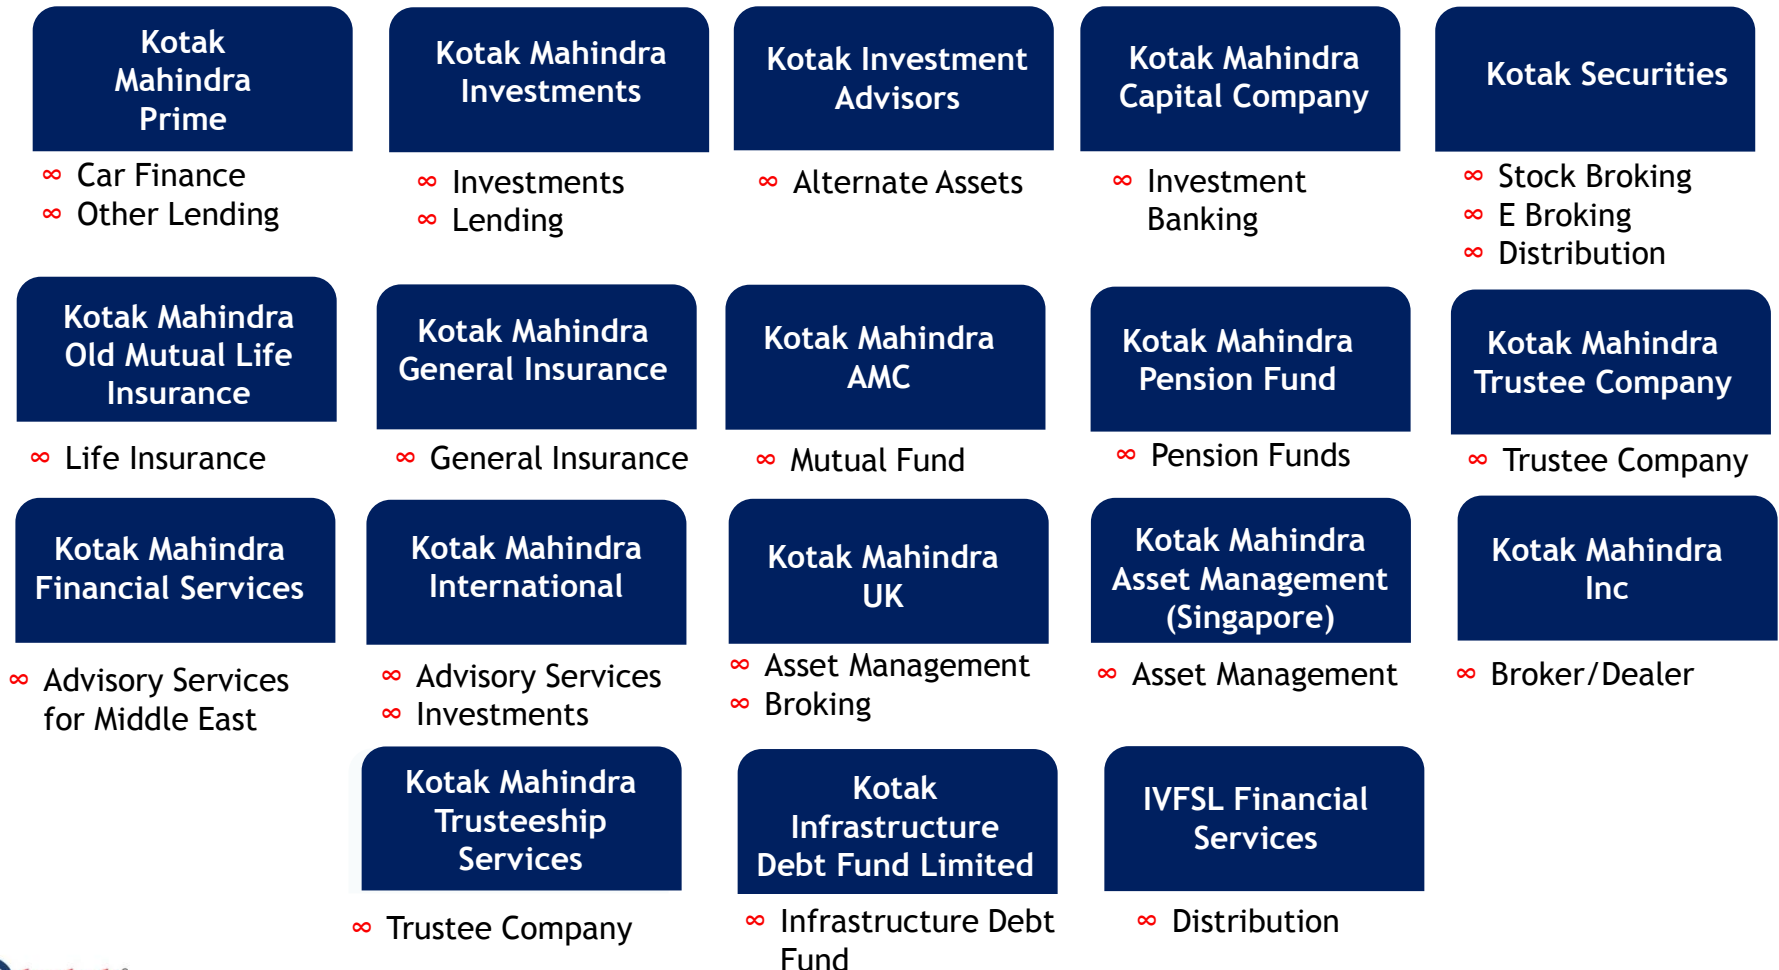 Kotak
Mahindra
Prime
∞ Car Finance
∞ Other Lending
Kotak Mahindra
Investments
∞ Investments
∞ Lending
Kotak Investment
Advisors
∞ Alternate Assets
Kotak Mahindra
Capital Company
∞ Investment
Banking
Kotak Securities
∞ Stock Broking
∞ E Broking
∞ Distribution
Kotak Mahindra
Old Mutual Life
Insurance
∞ Life Insurance
Kotak Mahindra
General Insurance
∞ General Insurance
Kotak Mahindra
AMC
∞ Mutual Fund
Kotak Mahindra
Pension Fund
∞ Pension Funds
Kotak Mahindra
Trustee Company
∞ Trustee Company
Kotak Mahindra
Financial Services
∞ Advisory Services
for Middle East
Kotak Mahindra
International
∞ Advisory Services
∞ Investments
Kotak Mahindra
UK
∞ Asset Management
∞ Broking
Kotak Mahindra
Asset Management
(Singapore)
∞ Asset Management
Kotak Mahindra
Inc
∞ Broker/Dealer
Kotak Mahindra
Trusteeship
Services
∞ Trustee Company
Kotak
Infrastructure
Debt Fund Limited
∞ Infrastructure Debt
Fund
IVFSL Financial
Services
∞ Distribution